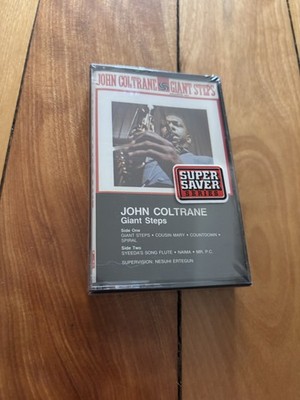 JOHN COLTRANE GIANT STEPS
SUPER
SAVER
SERIES
JOHN COLTRANE
Giant Steps
Side One
GIANT STEPS • COUSIN MARY • COUNTDOWN •
SPIRAL
Side Two
SYEEDA'S SONG FLUTE • NAIMA • MR. P.C.
SUPERVISION: NESUHI ERTEGUN